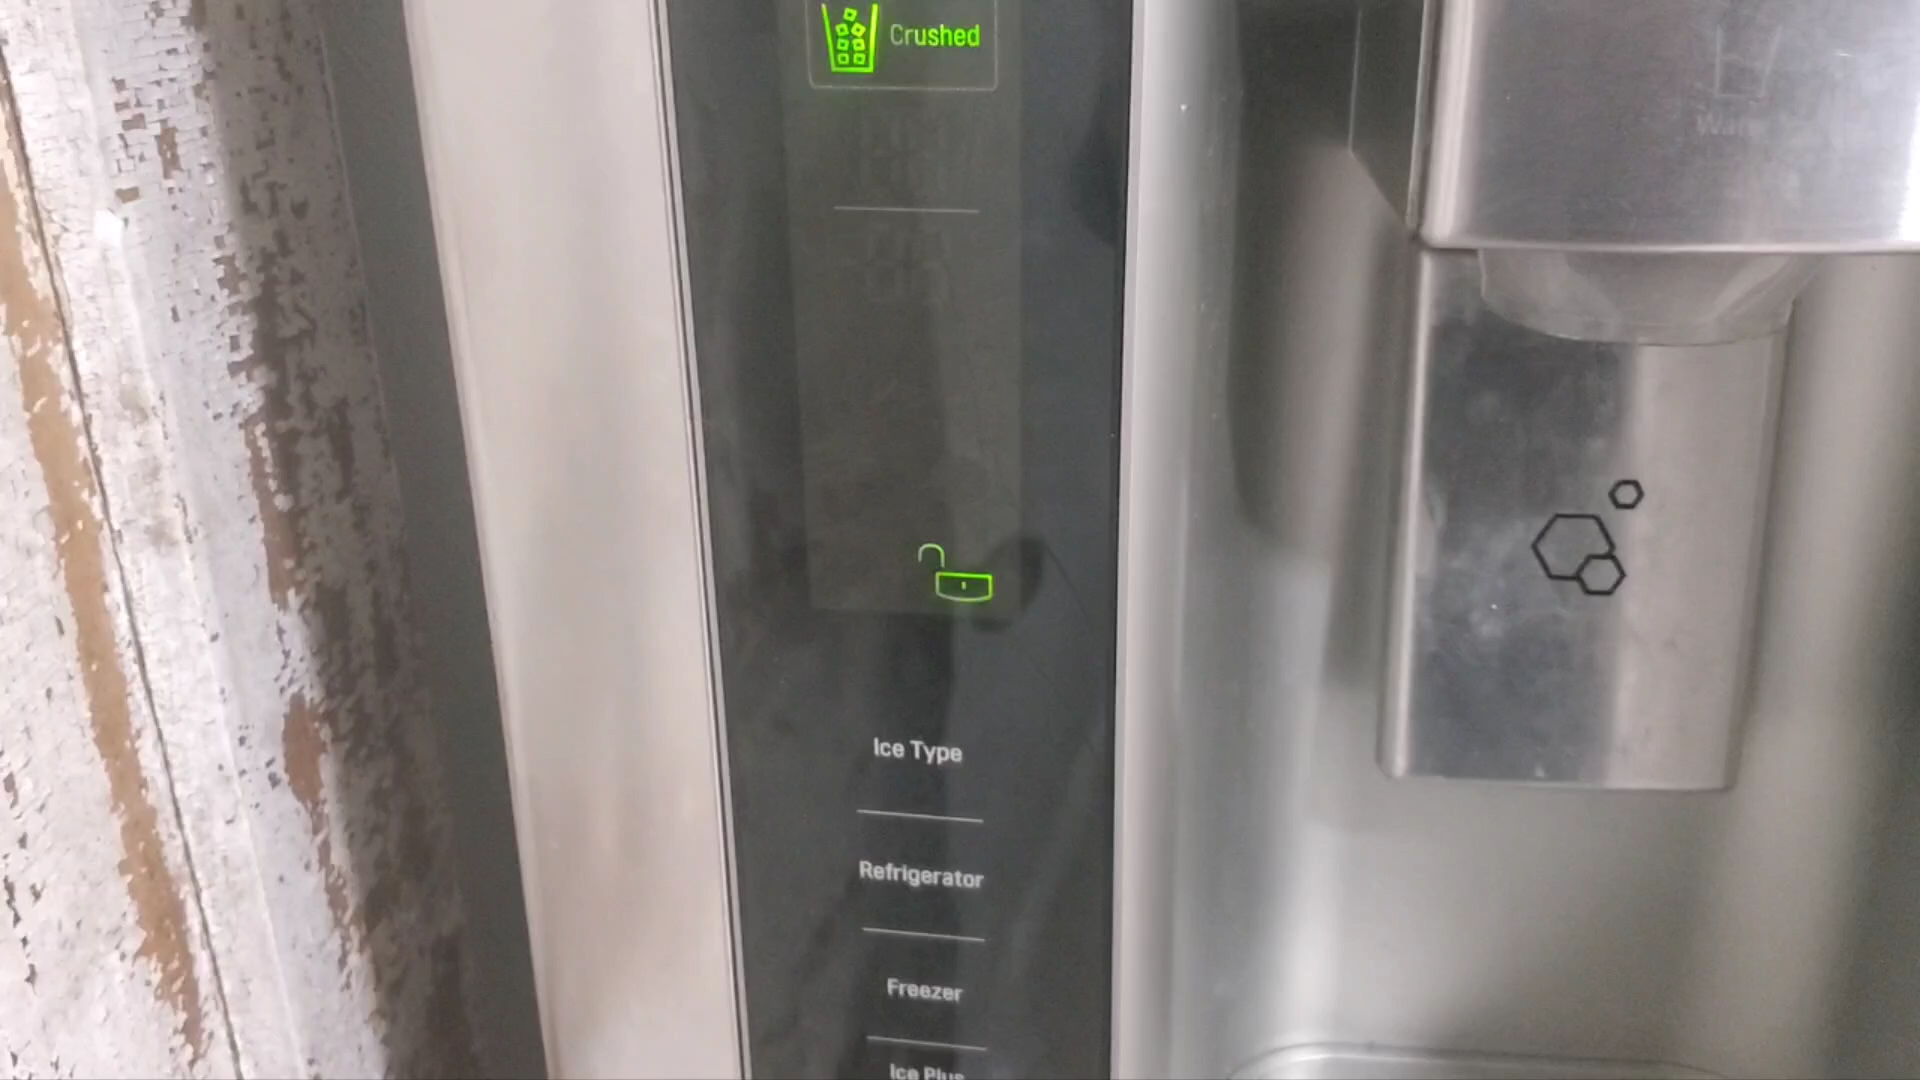 Crushed
Ice Type
Refrigerator
Freezer
Ice Plus